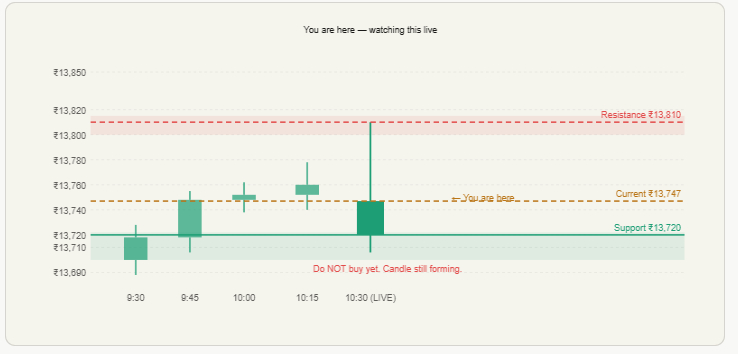 You are here — watching this live
₹13,850
₹13,820
Resistance ₹13,810
₹13,800
₹13,780
₹13,760
Current ₹13,747
← You are here
₹13,740
Support ₹13,720
₹13,720
₹13,710
Do NOT buy yet. Candle still forming.
₹13,690
9:30 9:45 10:00 10:15 10:30 (LIVE)